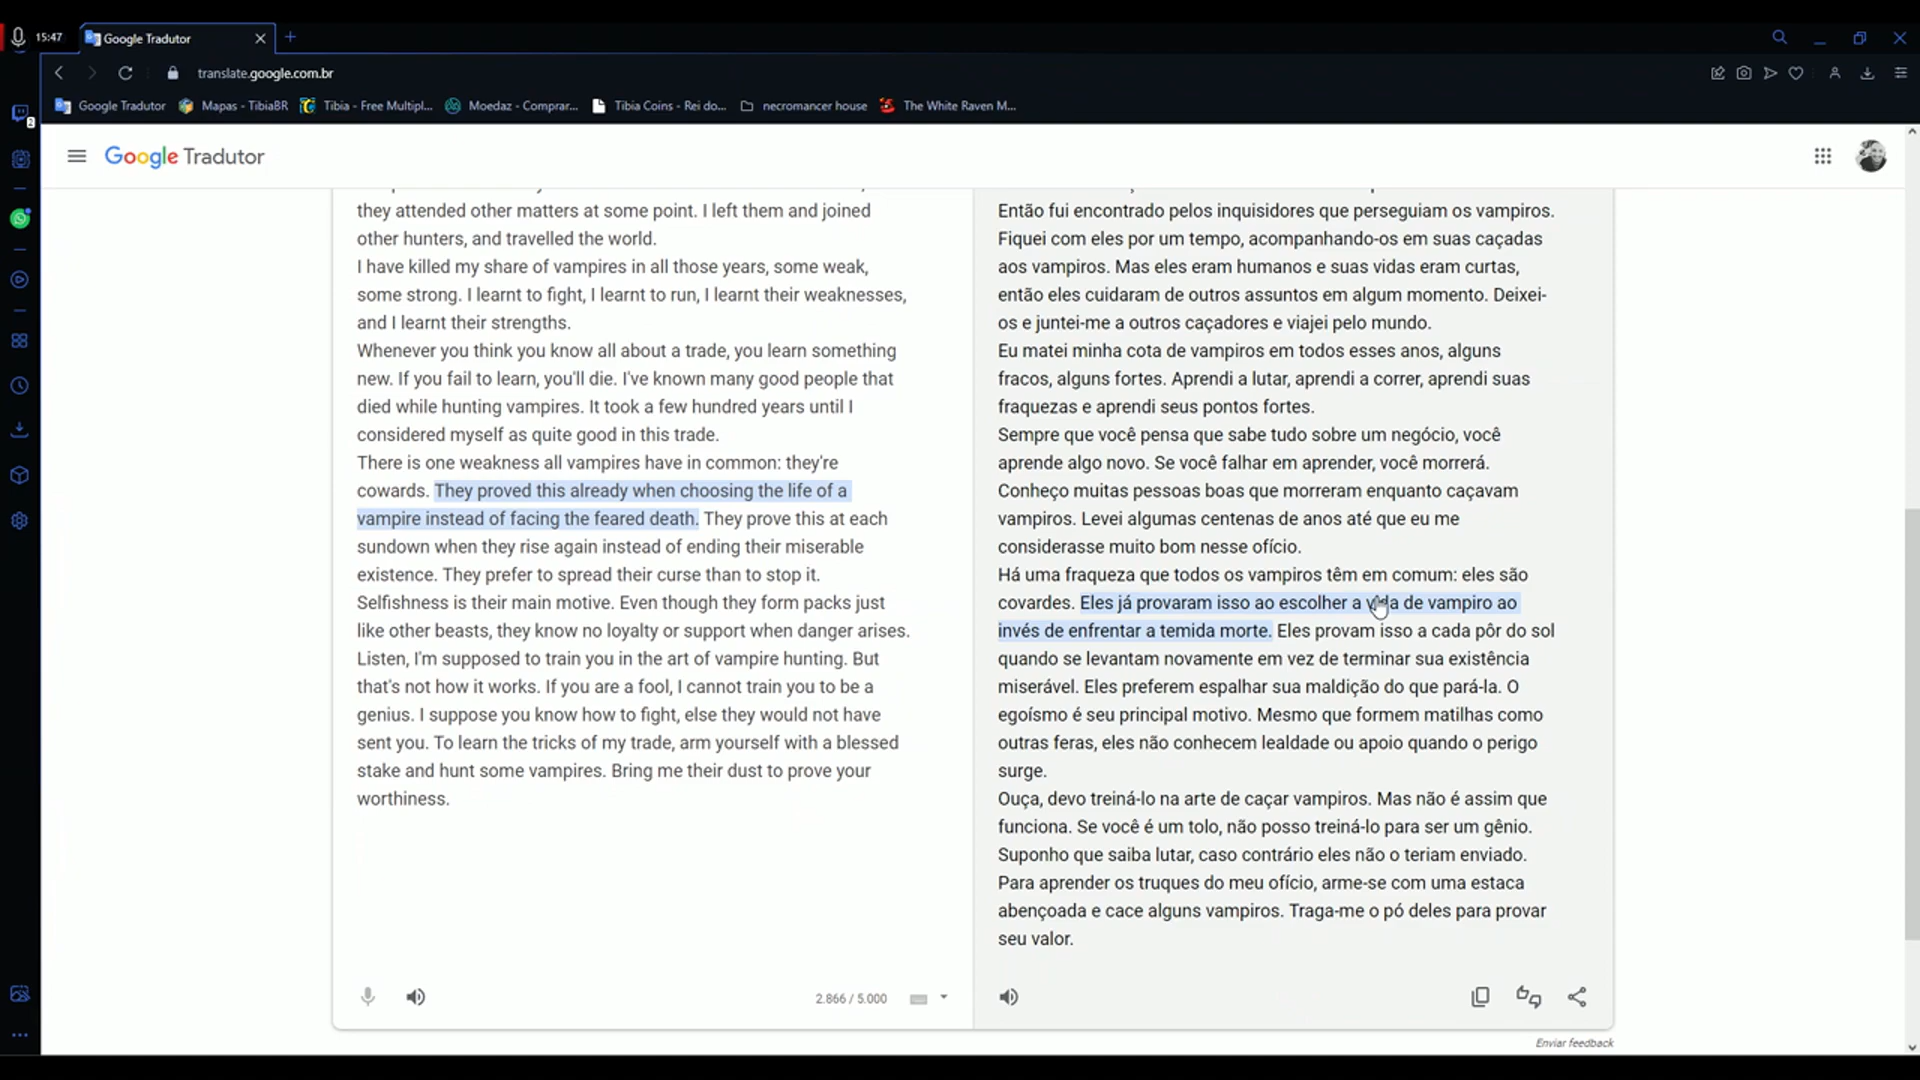 15:47
Google Tradutor
translate.google.com.br
2
Google Tradutor
Mapas - TibiaBR
Tibia - Free Multipl...
Moedaz - Comprar...
Tibia Coins - Rei do...
necromancer house
The White Raven M...
Google Tradutor
they attended other matters at some point. I left them and joined
other hunters, and travelled the world.
I have killed my share of vampires in all those years, some weak,
some strong. I learnt to fight, I learnt to run, I learnt their weaknesses,
and I learnt their strengths.
Whenever you think you know all about a trade, you learn something
new. If you fail to learn, you'll die. I've known many good people that
died while hunting vampires. It took a few hundred years until I
considered myself as quite good in this trade.
There is one weakness all vampires have in common: they're
cowards. They proved this already when choosing the life of a
vampire instead of facing the feared death. They prove this at each
sundown when they rise again instead of ending their miserable
existence. They prefer to spread their curse than to stop it.
Selfishness is their main motive. Even though they form packs just
like other beasts, they know no loyalty or support when danger arises.
Listen, I'm supposed to train you in the art of vampire hunting. But
that's not how it works. If you are a fool, I cannot train you to be a
genius. I suppose you know how to fight, else they would not have
sent you. To learn the tricks of my trade, arm yourself with a blessed
stake and hunt some vampires. Bring me their dust to prove your
worthiness.
2.866 / 5.000
Então fui encontrado pelos inquisidores que perseguiam os vampiros.
Fiquei com eles por um tempo, acompanhando-os em suas caçadas
aos vampiros. Mas eles eram humanos e suas vidas eram curtas,
então eles cuidaram de outros assuntos em algum momento. Deixei-
os e juntei-me a outros caçadores e viajei pelo mundo.
Eu matei minha cota de vampiros em todos esses anos, alguns
fracos, alguns fortes. Aprendi a lutar, aprendi a correr, aprendi suas
fraquezas e aprendi seus pontos fortes.
Sempre que você pensa que sabe tudo sobre um negócio, você
aprende algo novo. Se você falhar em aprender, você morrerá.
Conheço muitas pessoas boas que morreram enquanto caçavam
vampiros. Levei algumas centenas de anos até que eu me
considerasse muito bom nesse ofício.
Há uma fraqueza que todos os vampiros têm em comum: eles são
covardes. Eles já provaram isso ao escolher a vida de vampiro ao
invés de enfrentar a temida morte. Eles provam isso a cada pôr do sol
quando se levantam novamente em vez de terminar sua existência
miserável. Eles preferem espalhar sua maldição do que pará-la. O
egoísmo é seu principal motivo. Mesmo que formem matilhas como
outras feras, eles não conhecem lealdade ou apoio quando o perigo
surge.
Ouça, devo treiná-lo na arte de caçar vampiros. Mas não é assim que
funciona. Se você é um tolo, não posso treiná-lo para ser um gênio.
Suponho que saiba lutar, caso contrário eles não o teriam enviado.
Para aprender os truques do meu ofício, arme-se com uma estaca
abençoada e cace alguns vampiros. Traga-me o pó deles para provar
seu valor.
Enviar feedback